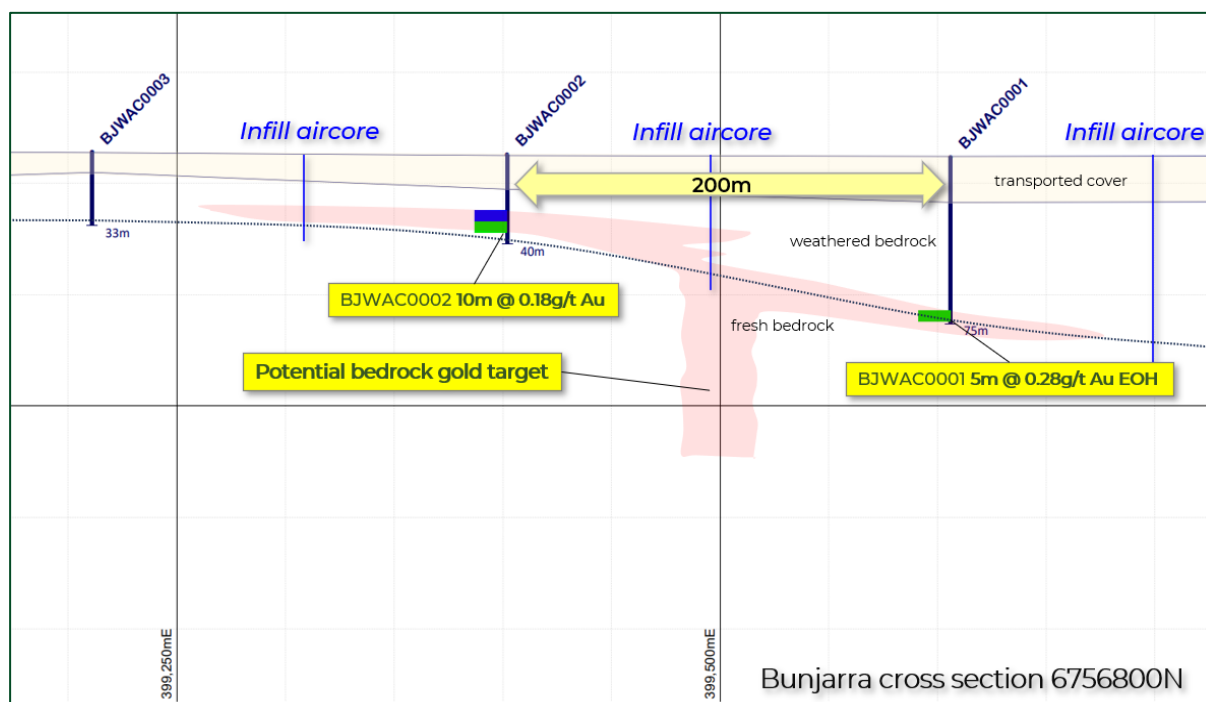 BJWAC0003
BJWAC0002
BJWAC0001
Infill aircore
Infill aircore
Infill aircore
200m
transported cover
33m
40m
weathered bedrock
BJWAC0002 10m @ 0.18g/t Au
fresh bedrock
75m
Potential bedrock gold target
BJWAC0001 5m @ 0.28g/t Au EOH
399,250mE
399,500mE
Bunjarra cross section 6756800N